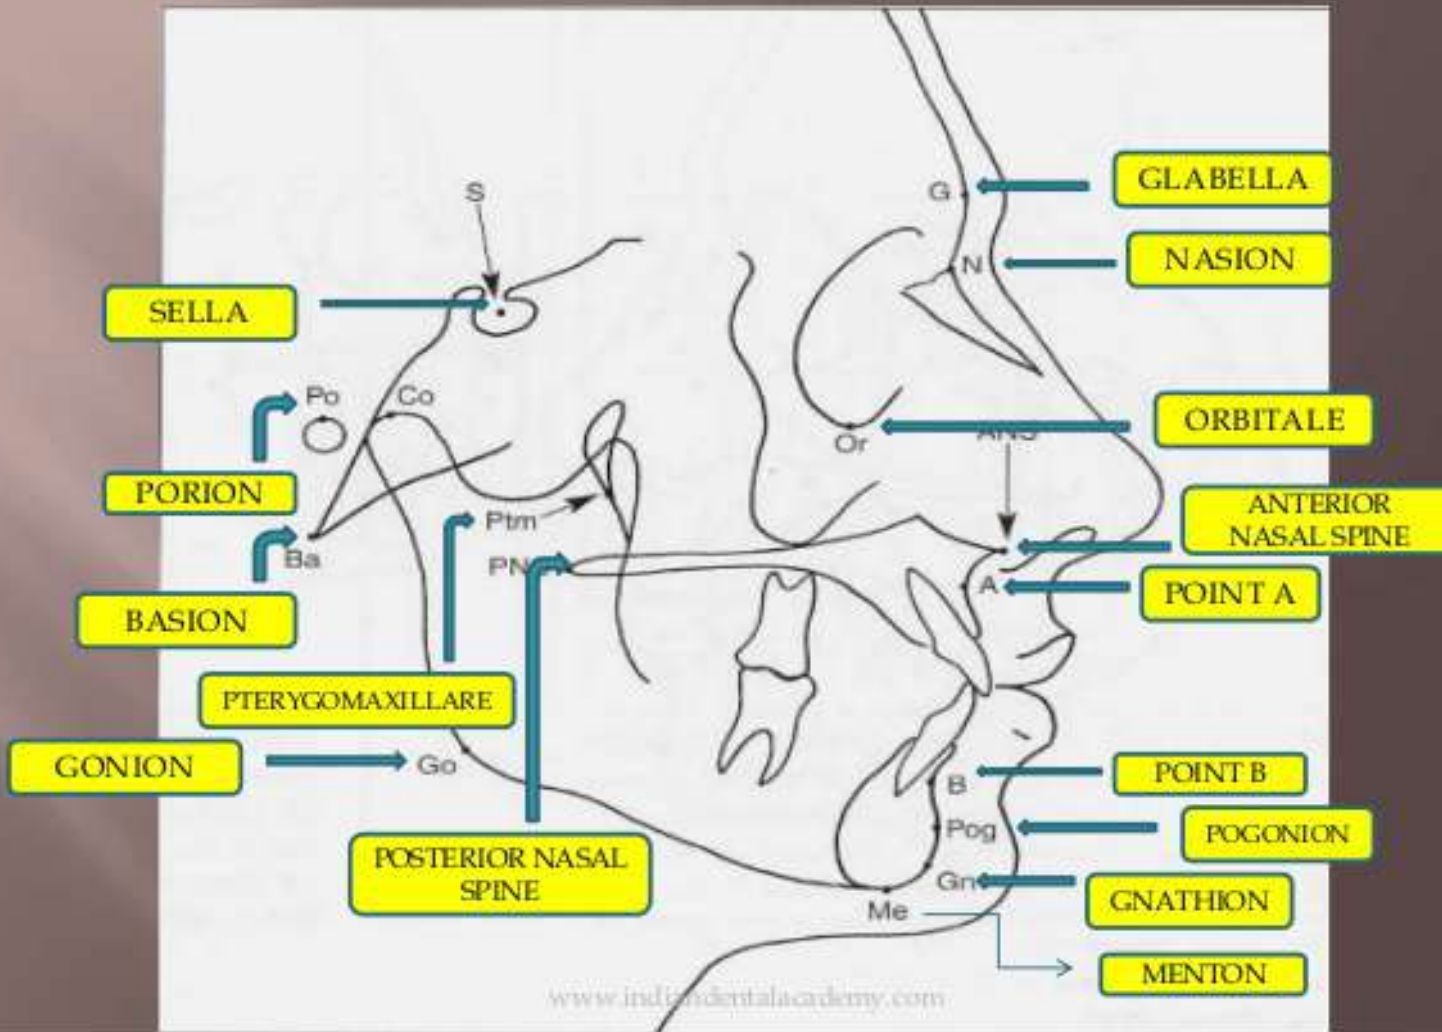 GLABELLA
S
G
N
NASION
SELLA
Po
Co
ORBITALE
Or
ANS
PORION
ANTERIOR
NASAL SPINE
Ptm
Ba
PN
A
POINT A
BASION
PTERYGOMAXILLARE
GONION
Go
B
POINT B
Pog
POGONION
POSTERIOR NASAL
SPINE
Gn
GNATHION
Me
MENTON
www.indiandentalacademy.com